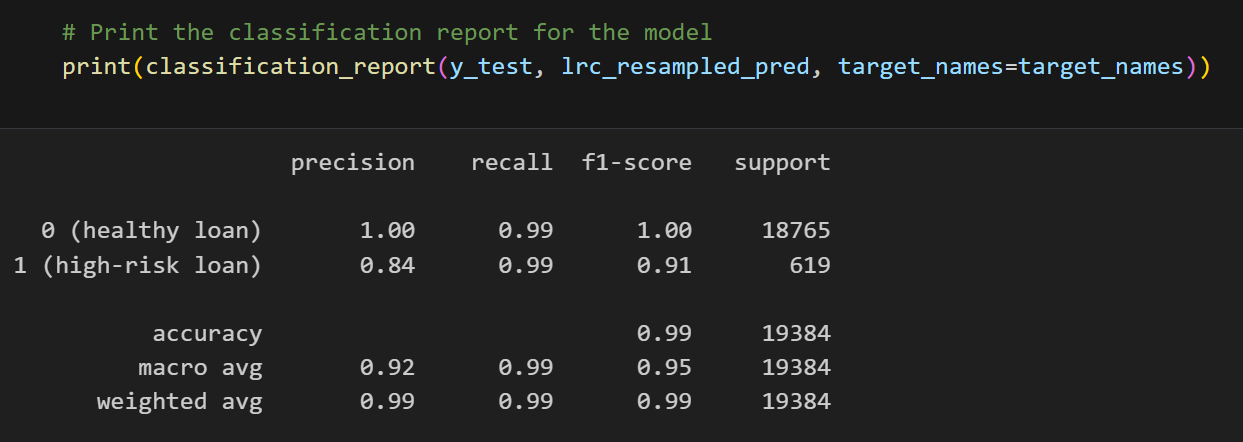 # Print the classification report for the model
print(classification_report(y_test, lrc_resampled_pred, target_names=target_names))
precision recall f1-score support
0 (healthy loan) 1.00 0.99 1.00 18765
1 (high-risk loan) 0.84 0.99 0.91 619
accuracy 0.99 19384
macro avg 0.92 0.99 0.95 19384
weighted avg 0.99 0.99 0.99 19384